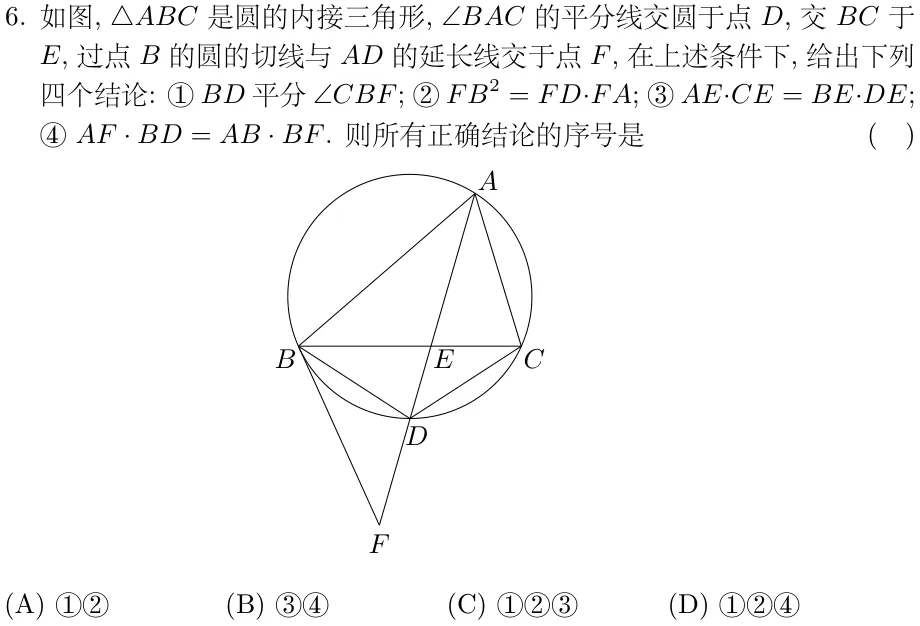 6. 如图, △ABC 是圆的内接三角形, ∠BAC 的平分线交圆于点 D, 交 BC 于
E, 过点 B 的圆的切线与 AD 的延长线交于点 F, 在上述条件下, 给出下列
四个结论: ① BD 平分 ∠CBF; ② FB² = FD·FA; ③ AE·CE = BE·DE;
④ AF · BD = AB · BF. 则所有正确结论的序号是 ( )
A
B
E
C
D
F
(A) ①② (B) ③④ (C) ①②③ (D) ①②④